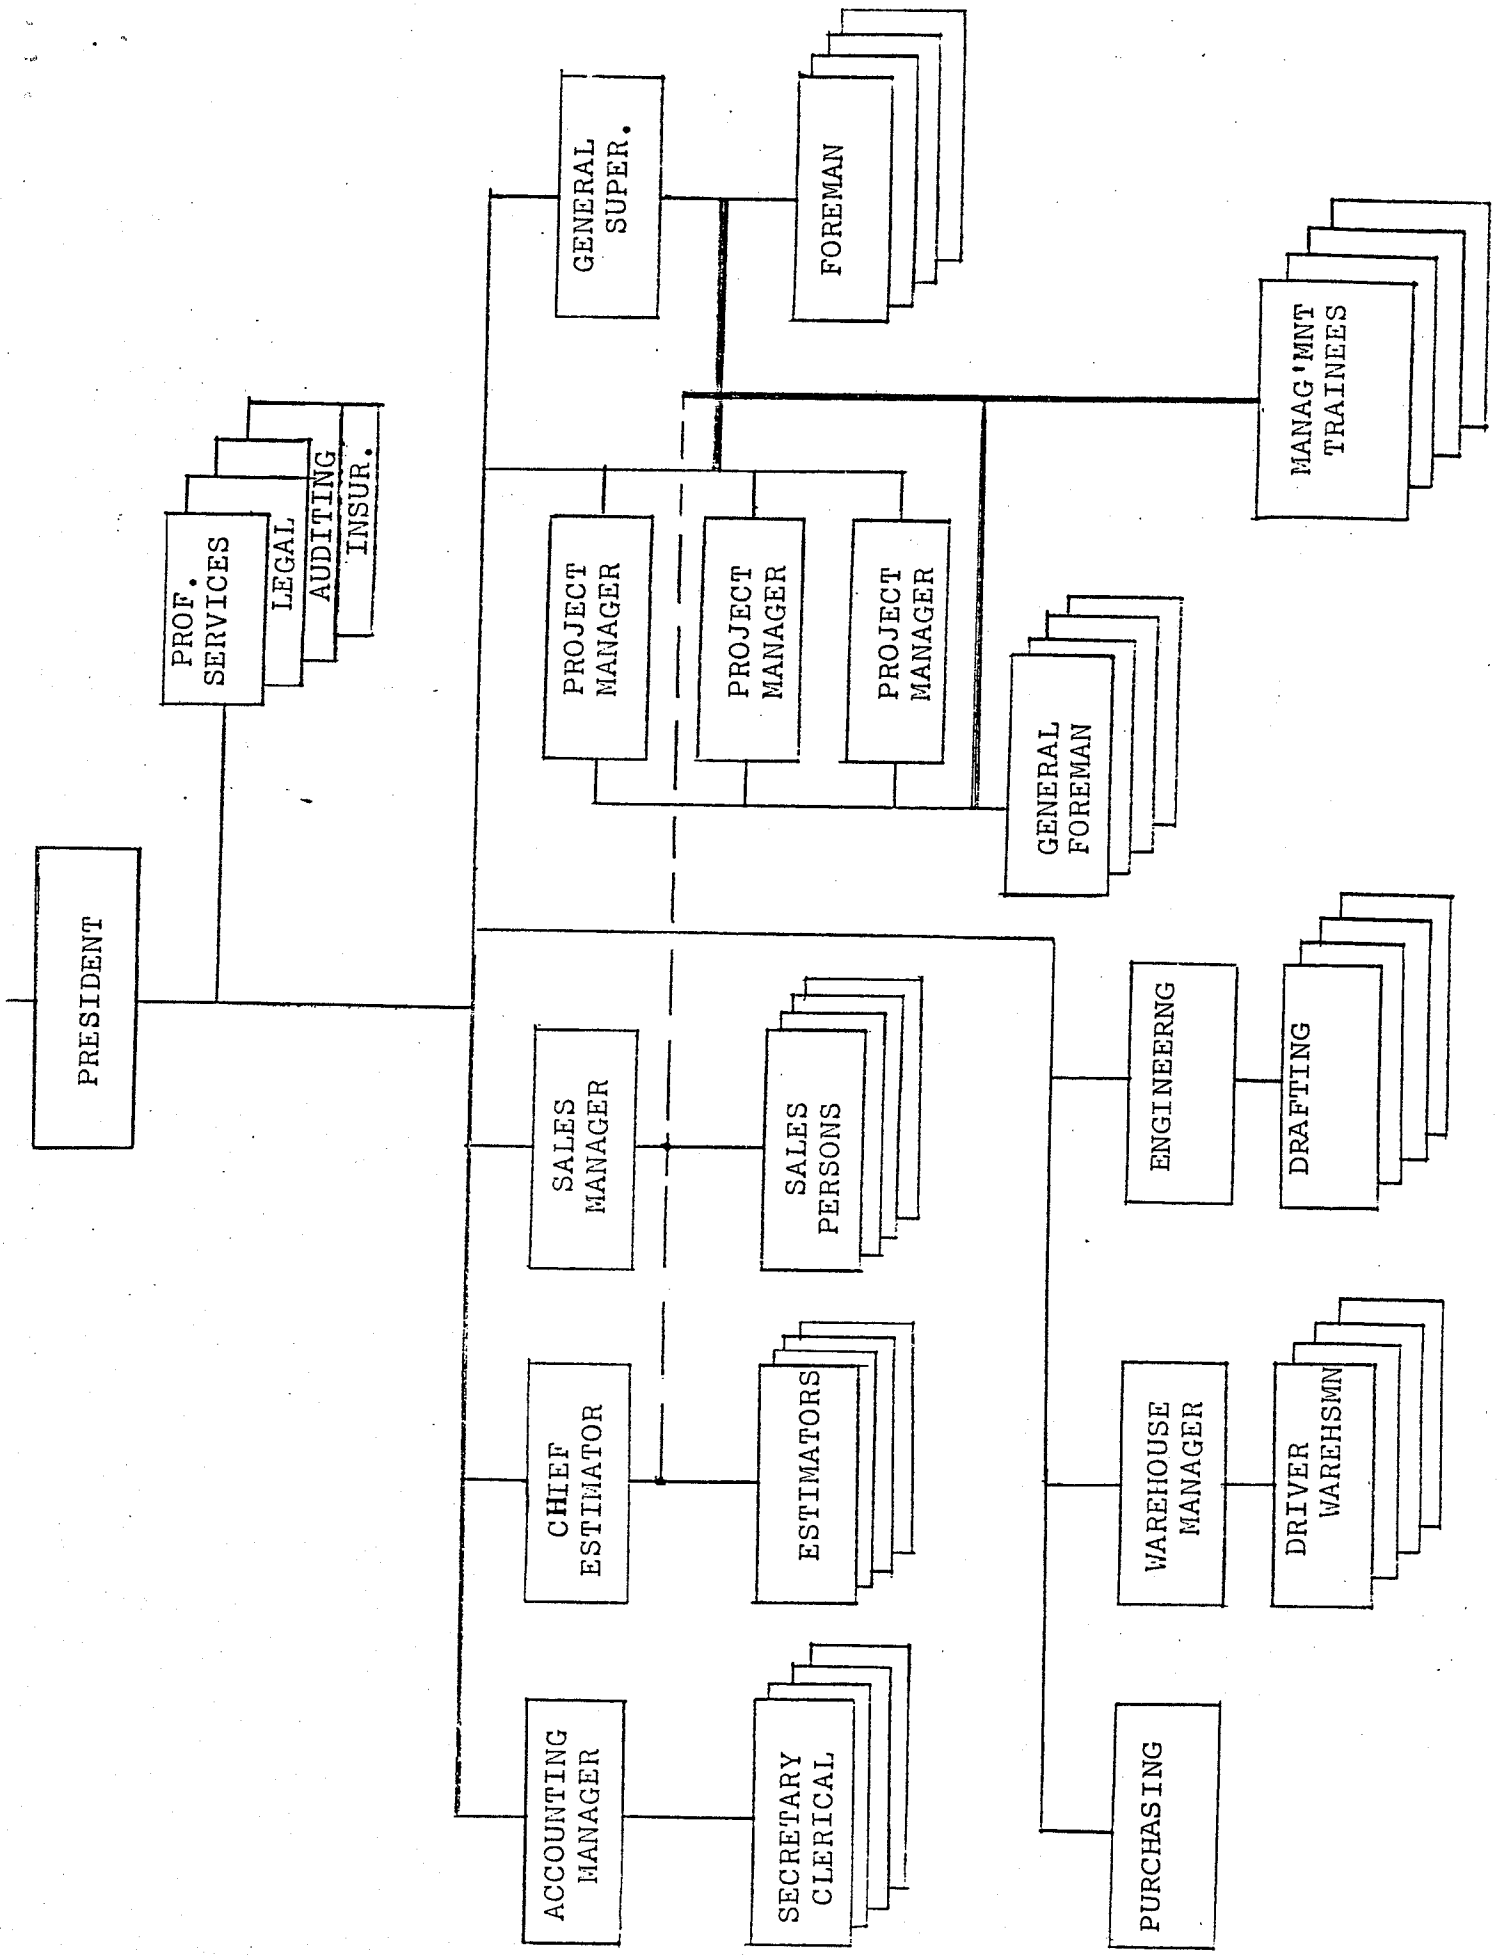 PRESIDENT
PROF.
SERVICES
LEGAL
AUDITING
INSUR.
ACCOUNTING
MANAGER
CHIEF
ESTIMATOR
SALES
MANAGER
PROJECT
MANAGER
PROJECT
MANAGER
PROJECT
MANAGER
GENERAL
SUPER.
SECRETARY
CLERICAL
ESTIMATORS
SALES
PERSONS
FOREMAN
GENERAL
FOREMAN
PURCHASING
WAREHOUSE
MANAGER
ENGINEERNG
DRIVER
WAREHSMN
DRAFTING
MANAG'MNT
TRAINEES